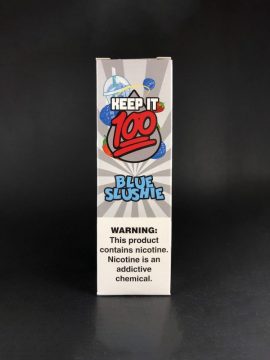 KEEP IT
100
BLUE
SLUSHIE
WARNING:
This product
contains nicotine.
Nicotine is an
addictive
chemical.